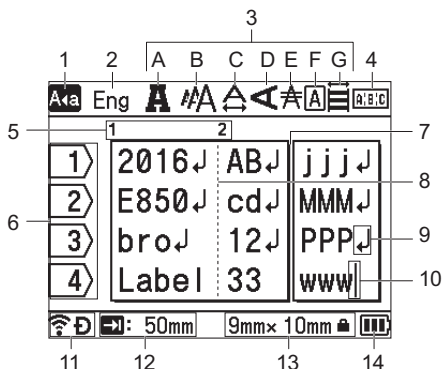 3
1 2 A B C D E F G 4
A◂a Eng A AA A A A A A:B:C
5 1 2 7
1 2016↲ AB↲ jjj↲ 8
6 2 E850↲ cd↲ MMM↲
3 bro↲ 12↲ PPP↲ 9
4 Label 33 www 10
Đ : 50mm 9mm× 10mm
11 12 13 14